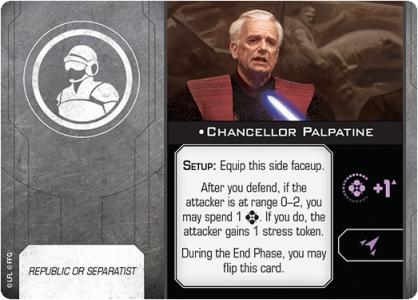 •Chancellor Palpatine
Setup: Equip this side faceup.
After you defend, if the
attacker is at range 0–2, you
may spend 1 . If you do, the
attacker gains 1 stress token.
During the End Phase, you may
flip this card.
+1
REPUBLIC OR SEPARATIST
© LFL © FFG